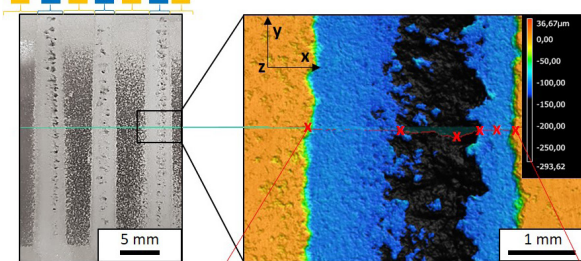 5 mm
y
x
z
x
x
x
x
x
x
1 mm
36,67µm
0,00
-50,00
-100,00
-150,00
-200,00
-250,00
-293,62